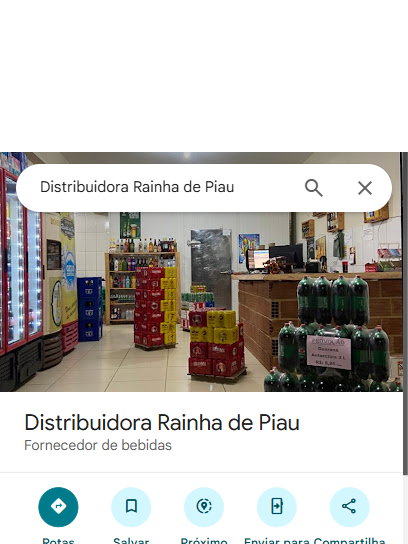 Distribuidora Rainha de Piau
Distribuidora Rainha de Piau
Fornecedor de bebidas
Rotas
Salvar
Próximo
Enviar para
Compartilha